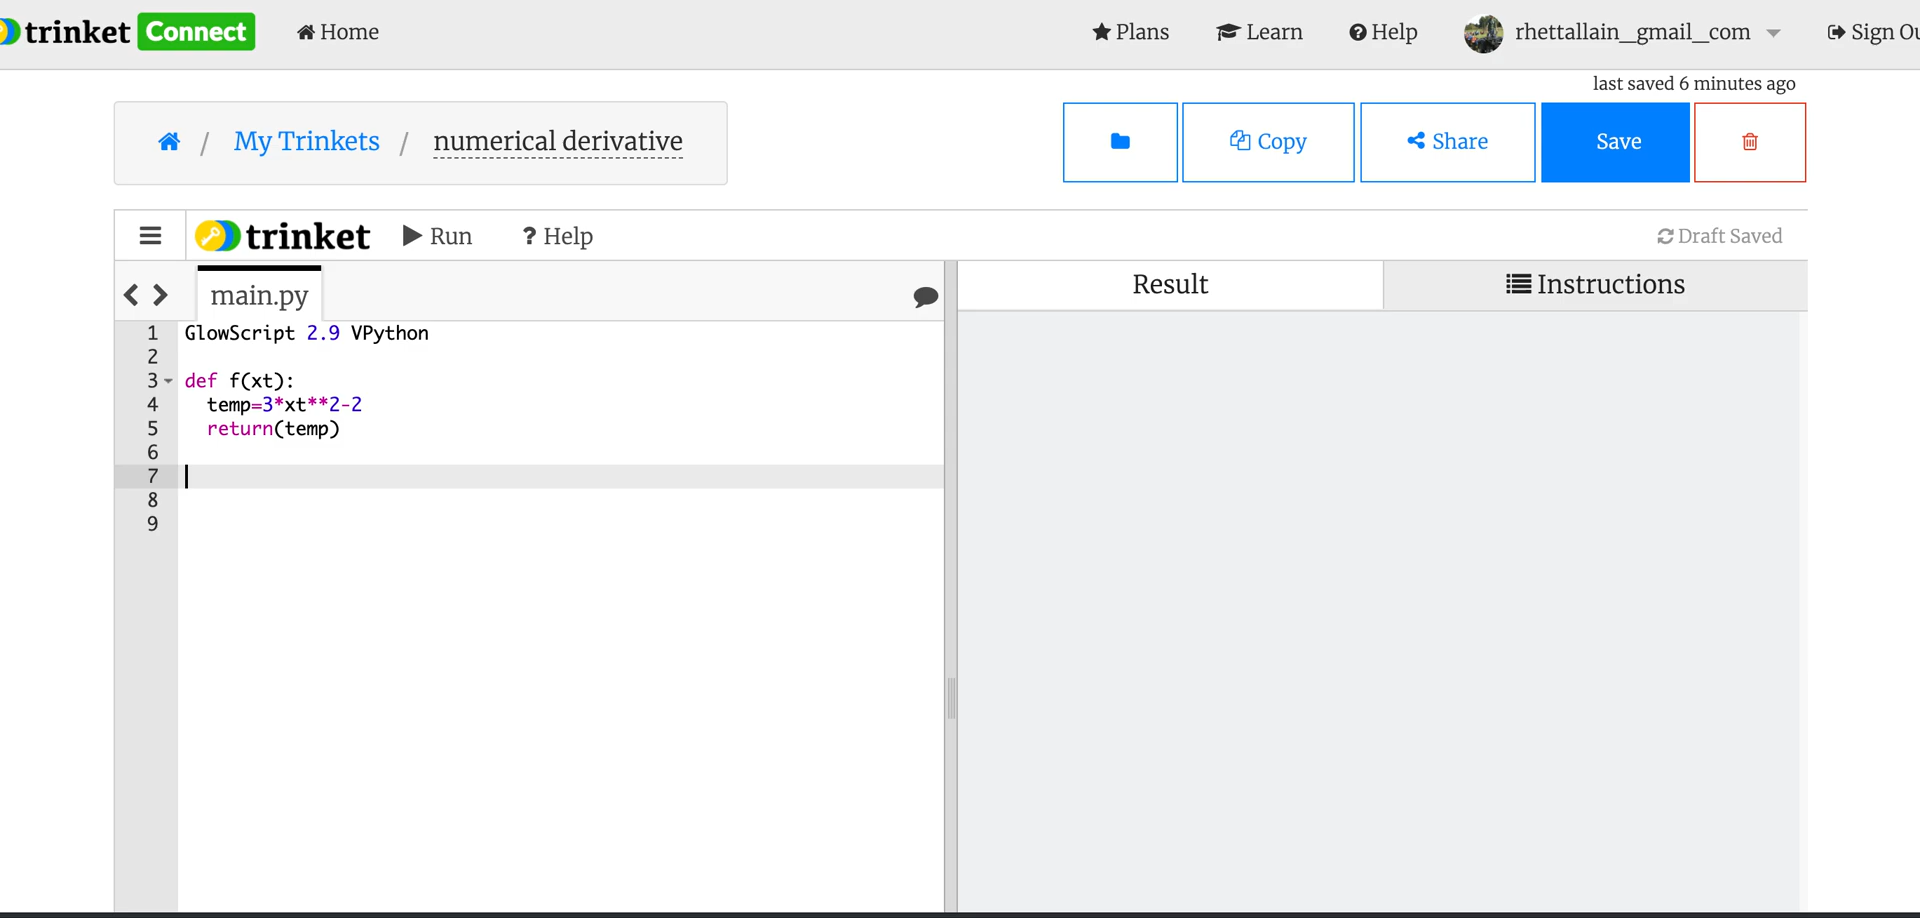 trinket Connect Home Plans Learn Help rhettallain_gmail_com
last saved 6 minutes ago
/ My Trinkets / numerical derivative Copy Share Save
trinket Run ? Help Draft Saved
main.py Result Instructions
1 GlowScript 2.9 VPython
2
3 def f(xt):
4 temp=3*xt**2-2
5 return(temp)
6
7
8
9